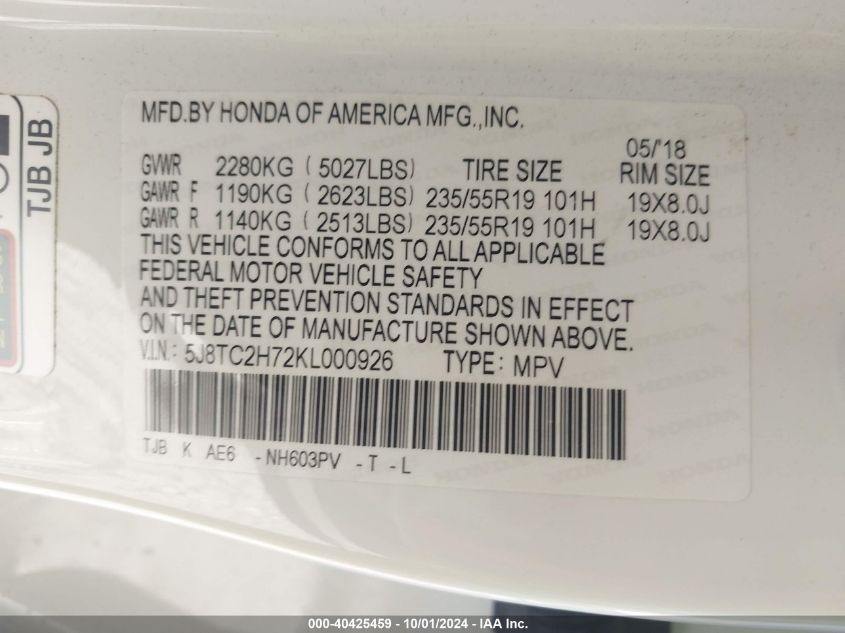 MFD.BY HONDA OF AMERICA MFG.,INC.
05/'18
GVWR 2280KG (5027LBS) TIRE SIZE RIM SIZE
GAWR F 1190KG (2623LBS) 235/55R19 101H 19X8.0J
GAWR R 1140KG (2513LBS) 235/55R19 101H 19X8.0J
THIS VEHICLE CONFORMS TO ALL APPLICABLE
FEDERAL MOTOR VEHICLE SAFETY
AND THEFT PREVENTION STANDARDS IN EFFECT
ON THE DATE OF MANUFACTURE SHOWN ABOVE.
V.I.N.: 5J8TC2H72KL000926 TYPE: MPV
TJB K AE6 -NH603PV -T -L
TJB JB
000-40425459 - 10/01/2024 - IAA Inc.